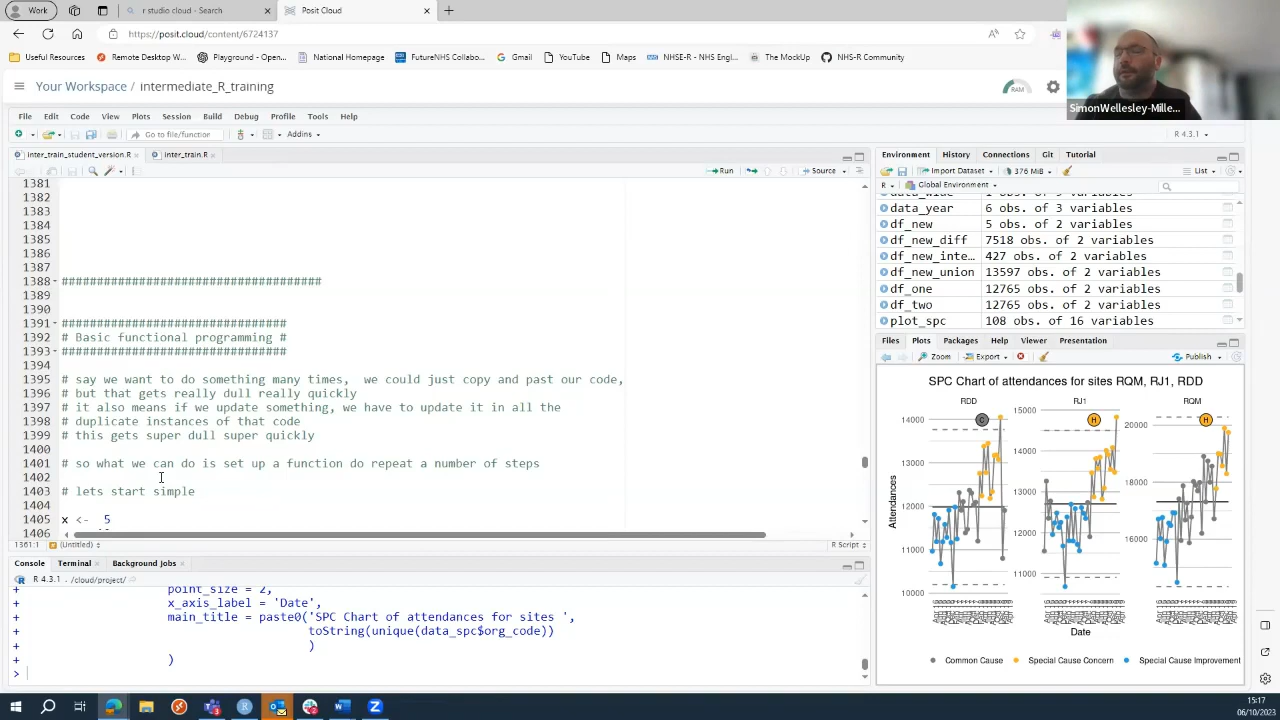 Work
r studio cloud - Search
Posit Cloud
https://posit.cloud/content/6724137
Useful Resources
Remote Desktop W...
Playground - Open...
National Homepage
FutureNHS Collabo...
Gmail
YouTube
Maps
NHSE-R - NHS Engl...
The MockUp
NHS-R Community
SimonWellesley-Mille...
Your Workspace / intermediate_R_training
RAM
File Edit Code View Plots Session Build Debug Profile Tools Help
Go to file/function
Addins
R 4.3.1
inter_train_student_version.R
inter_train.R
Run
Source
1381
1382
1383
1384
1385
1386
1387
1388 #####################################
1389
1390
1391 ################################
1392 # Basic functional programming #
1393 ################################
1394
1395 # say we want to do something many times,  we could just copy and past our code,
1396 # but that gets really dull really quickly
1397 # it also means if we update something, we have to update it in all the
1398 # duplicate instances of that code
1399 # this gets super dull super quickly
1400
1401 # so what we can do is set up a function do repeat a number of steps
1402
1403 # lets start simple
1404
1405 x <-  5
1406
1361:1
(Untitled)
R Script
Console Terminal Background Jobs
R 4.3.1 · /cloud/project/
+ point_size = 2,
+ x_axis_label = 'Date',
+ main_title = paste0('SPC Chart of attendances for sites ',
+ toString(unique(data_spc$org_code))
+ )
+ )
>
Environment History Connections Git Tutorial
Import Dataset
376 MiB
List
R
Global Environment
data_year 6 obs. of 3 variables
df_new 5 obs. of 2 variables
df_new_diff 7518 obs. of 2 variables
df_new_inte... 427 obs. of 2 variables
df_new_union 13597 obs. of 2 variables
df_one 12765 obs. of 2 variables
df_two 12765 obs. of 2 variables
plot_spc 108 obs. of 16 variables
Files Plots Packages Help Viewer Presentation
Zoom
Export
Publish
SPC Chart of attendances for sites RQM, RJ1, RDD
RDD
RJ1
RQM
C
H
H
14000
13000
12000
11000
10000
15000
14000
13000
12000
11000
20000
18000
16000
Attendances
Date
Common Cause
Special Cause Concern
Special Cause Improvement
15:17
06/10/2023